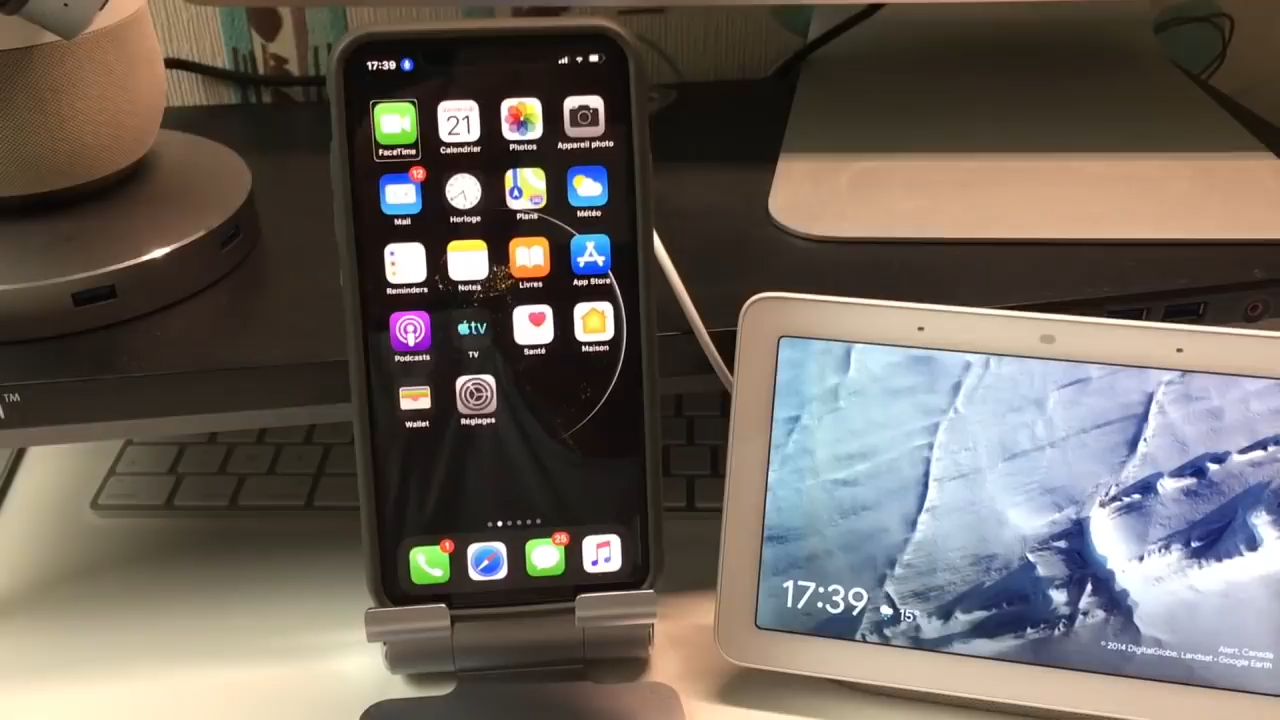 17:39
FaceTime
21
Calendrier
Photos
Appareil photo
12
Mail
Horloge
Plans
Météo
Reminders
Notes
Livres
App Store
Podcasts
tv
TV
Santé
Maison
Wallet
Réglages
1
25
TM
17:39
15°
Alert, Canada
© 2014 DigitalGlobe, Landsat • Google Earth